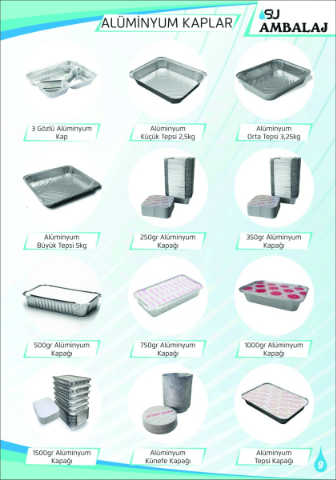 ALÜMİNYUM KAPLAR
SU
AMBALAJ
3 Gözlü Alüminyum
Kap
Alüminyum
Küçük Tepsi 2,5kg
Alüminyum
Orta Tepsi 3,25kg
Alüminyum
Büyük Tepsi 5kg
250gr Alüminyum
Kapağı
350gr Alüminyum
Kapağı
500gr Alüminyum
Kapağı
750gr Alüminyum
Kapağı
1000gr Alüminyum
Kapağı
1500gr Alüminyum
Kapağı
Alüminyum
Künefe Kapağı
Alüminyum
Tepsi Kapağı
9